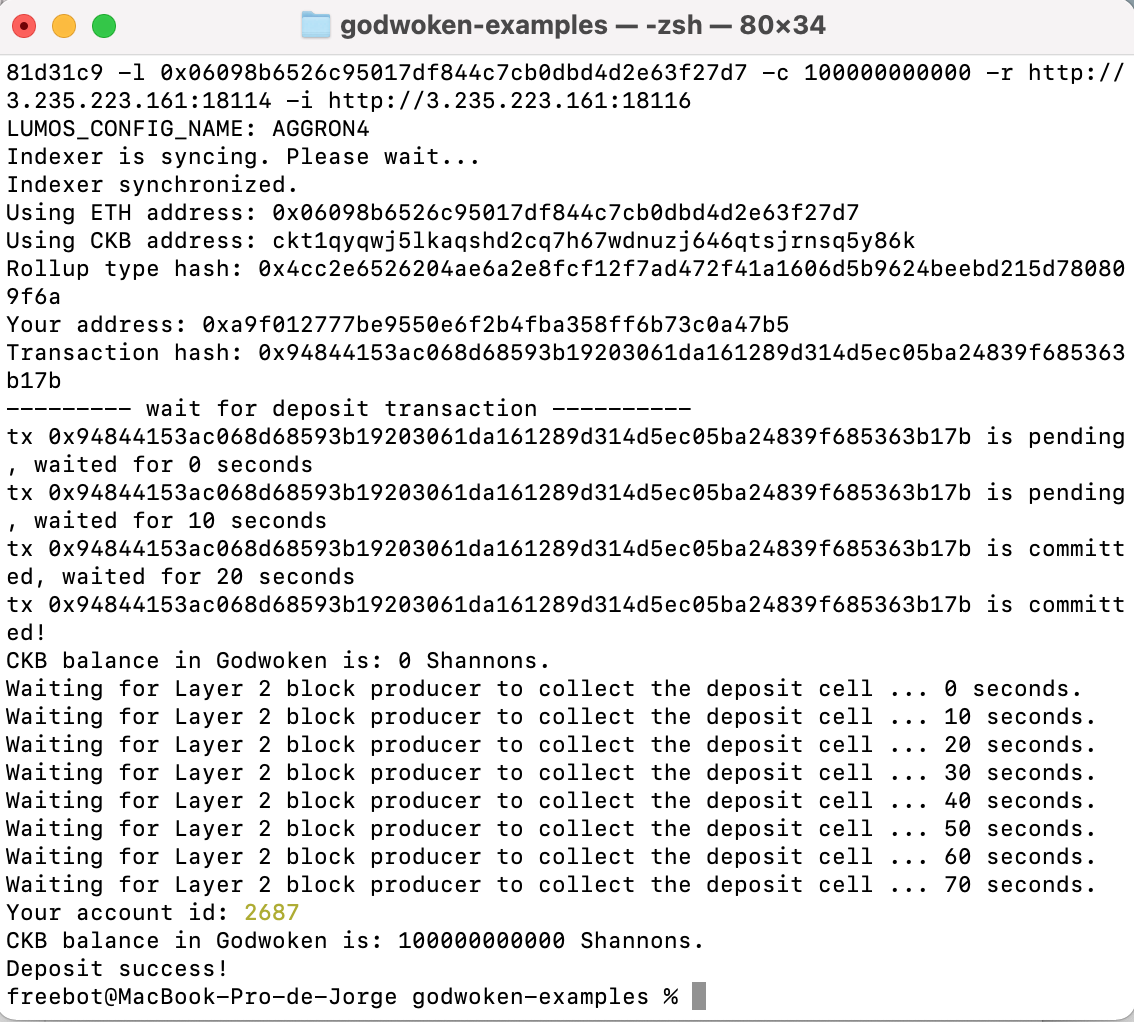 godwoken-examples — -zsh — 80×34
81d31c9 -l 0x06098b6526c95017df844c7cb0dbd4d2e63f27d7 -c 100000000000 -r http://
3.235.223.161:18114 -i http://3.235.223.161:18116
LUMOS_CONFIG_NAME: AGGRON4
Indexer is syncing. Please wait...
Indexer synchronized.
Using ETH address: 0x06098b6526c95017df844c7cb0dbd4d2e63f27d7
Using CKB address: ckt1qyqwj5lkaqshd2cq7h67wdnuzj646qtsjrnsq5y86k
Rollup type hash: 0x4cc2e6526204ae6a2e8fcf12f7ad472f41a1606d5b9624beebd215d780809
9f6a
Your address: 0xa9f012777be9550e6f2b4fba358ff6b73c0a47b5
Transaction hash: 0x94844153ac068d68593b19203061da161289d314d5ec05ba24839f685363
b17b
--------- wait for deposit transaction ----------
tx 0x94844153ac068d68593b19203061da161289d314d5ec05ba24839f685363b17b is pending
, waited for 0 seconds
tx 0x94844153ac068d68593b19203061da161289d314d5ec05ba24839f685363b17b is pending
, waited for 10 seconds
tx 0x94844153ac068d68593b19203061da161289d314d5ec05ba24839f685363b17b is committ
ed, waited for 20 seconds
tx 0x94844153ac068d68593b19203061da161289d314d5ec05ba24839f685363b17b is committ
ed!
CKB balance in Godwoken is: 0 Shannons.
Waiting for Layer 2 block producer to collect the deposit cell ... 0 seconds.
Waiting for Layer 2 block producer to collect the deposit cell ... 10 seconds.
Waiting for Layer 2 block producer to collect the deposit cell ... 20 seconds.
Waiting for Layer 2 block producer to collect the deposit cell ... 30 seconds.
Waiting for Layer 2 block producer to collect the deposit cell ... 40 seconds.
Waiting for Layer 2 block producer to collect the deposit cell ... 50 seconds.
Waiting for Layer 2 block producer to collect the deposit cell ... 60 seconds.
Waiting for Layer 2 block producer to collect the deposit cell ... 70 seconds.
Your account id: 2687
CKB balance in Godwoken is: 100000000000 Shannons.
Deposit success!
freebot@MacBook-Pro-de-Jorge godwoken-examples %